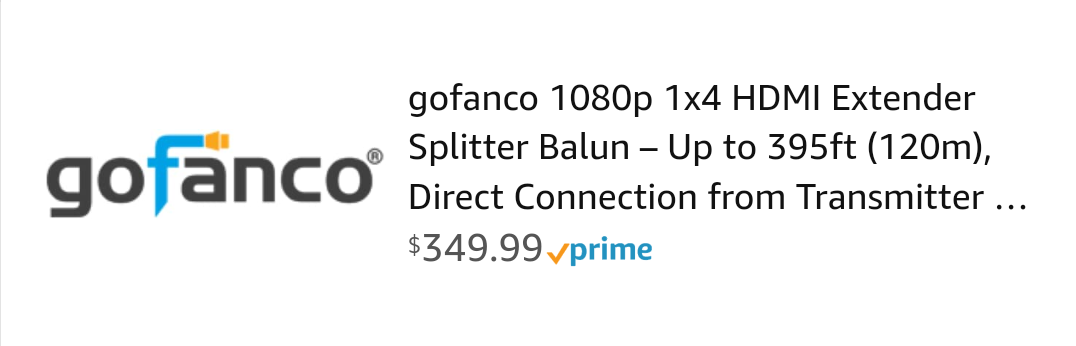 gofanco®
gofanco 1080p 1x4 HDMI Extender
Splitter Balun – Up to 395ft (120m),
Direct Connection from Transmitter …
$349.99 prime